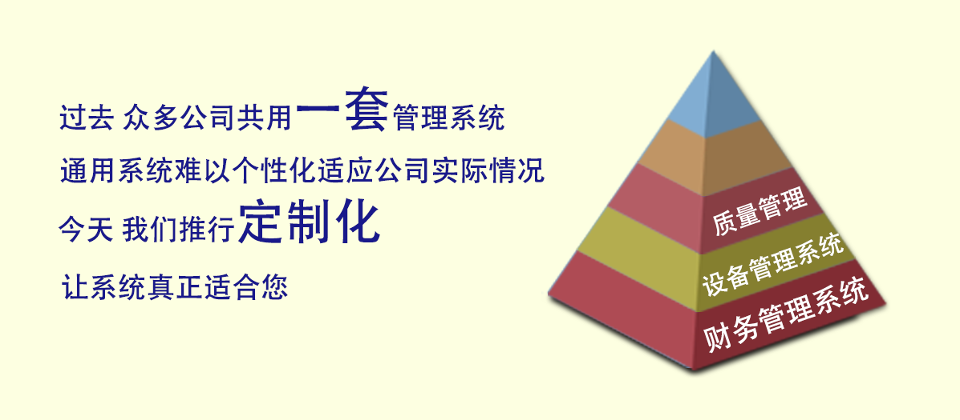 过去 众多公司共用一套管理系统
通用系统难以个性化适应公司实际情况
今天 我们推行定制化
让系统真正适合您
质量管理
设备管理系统
财务管理系统